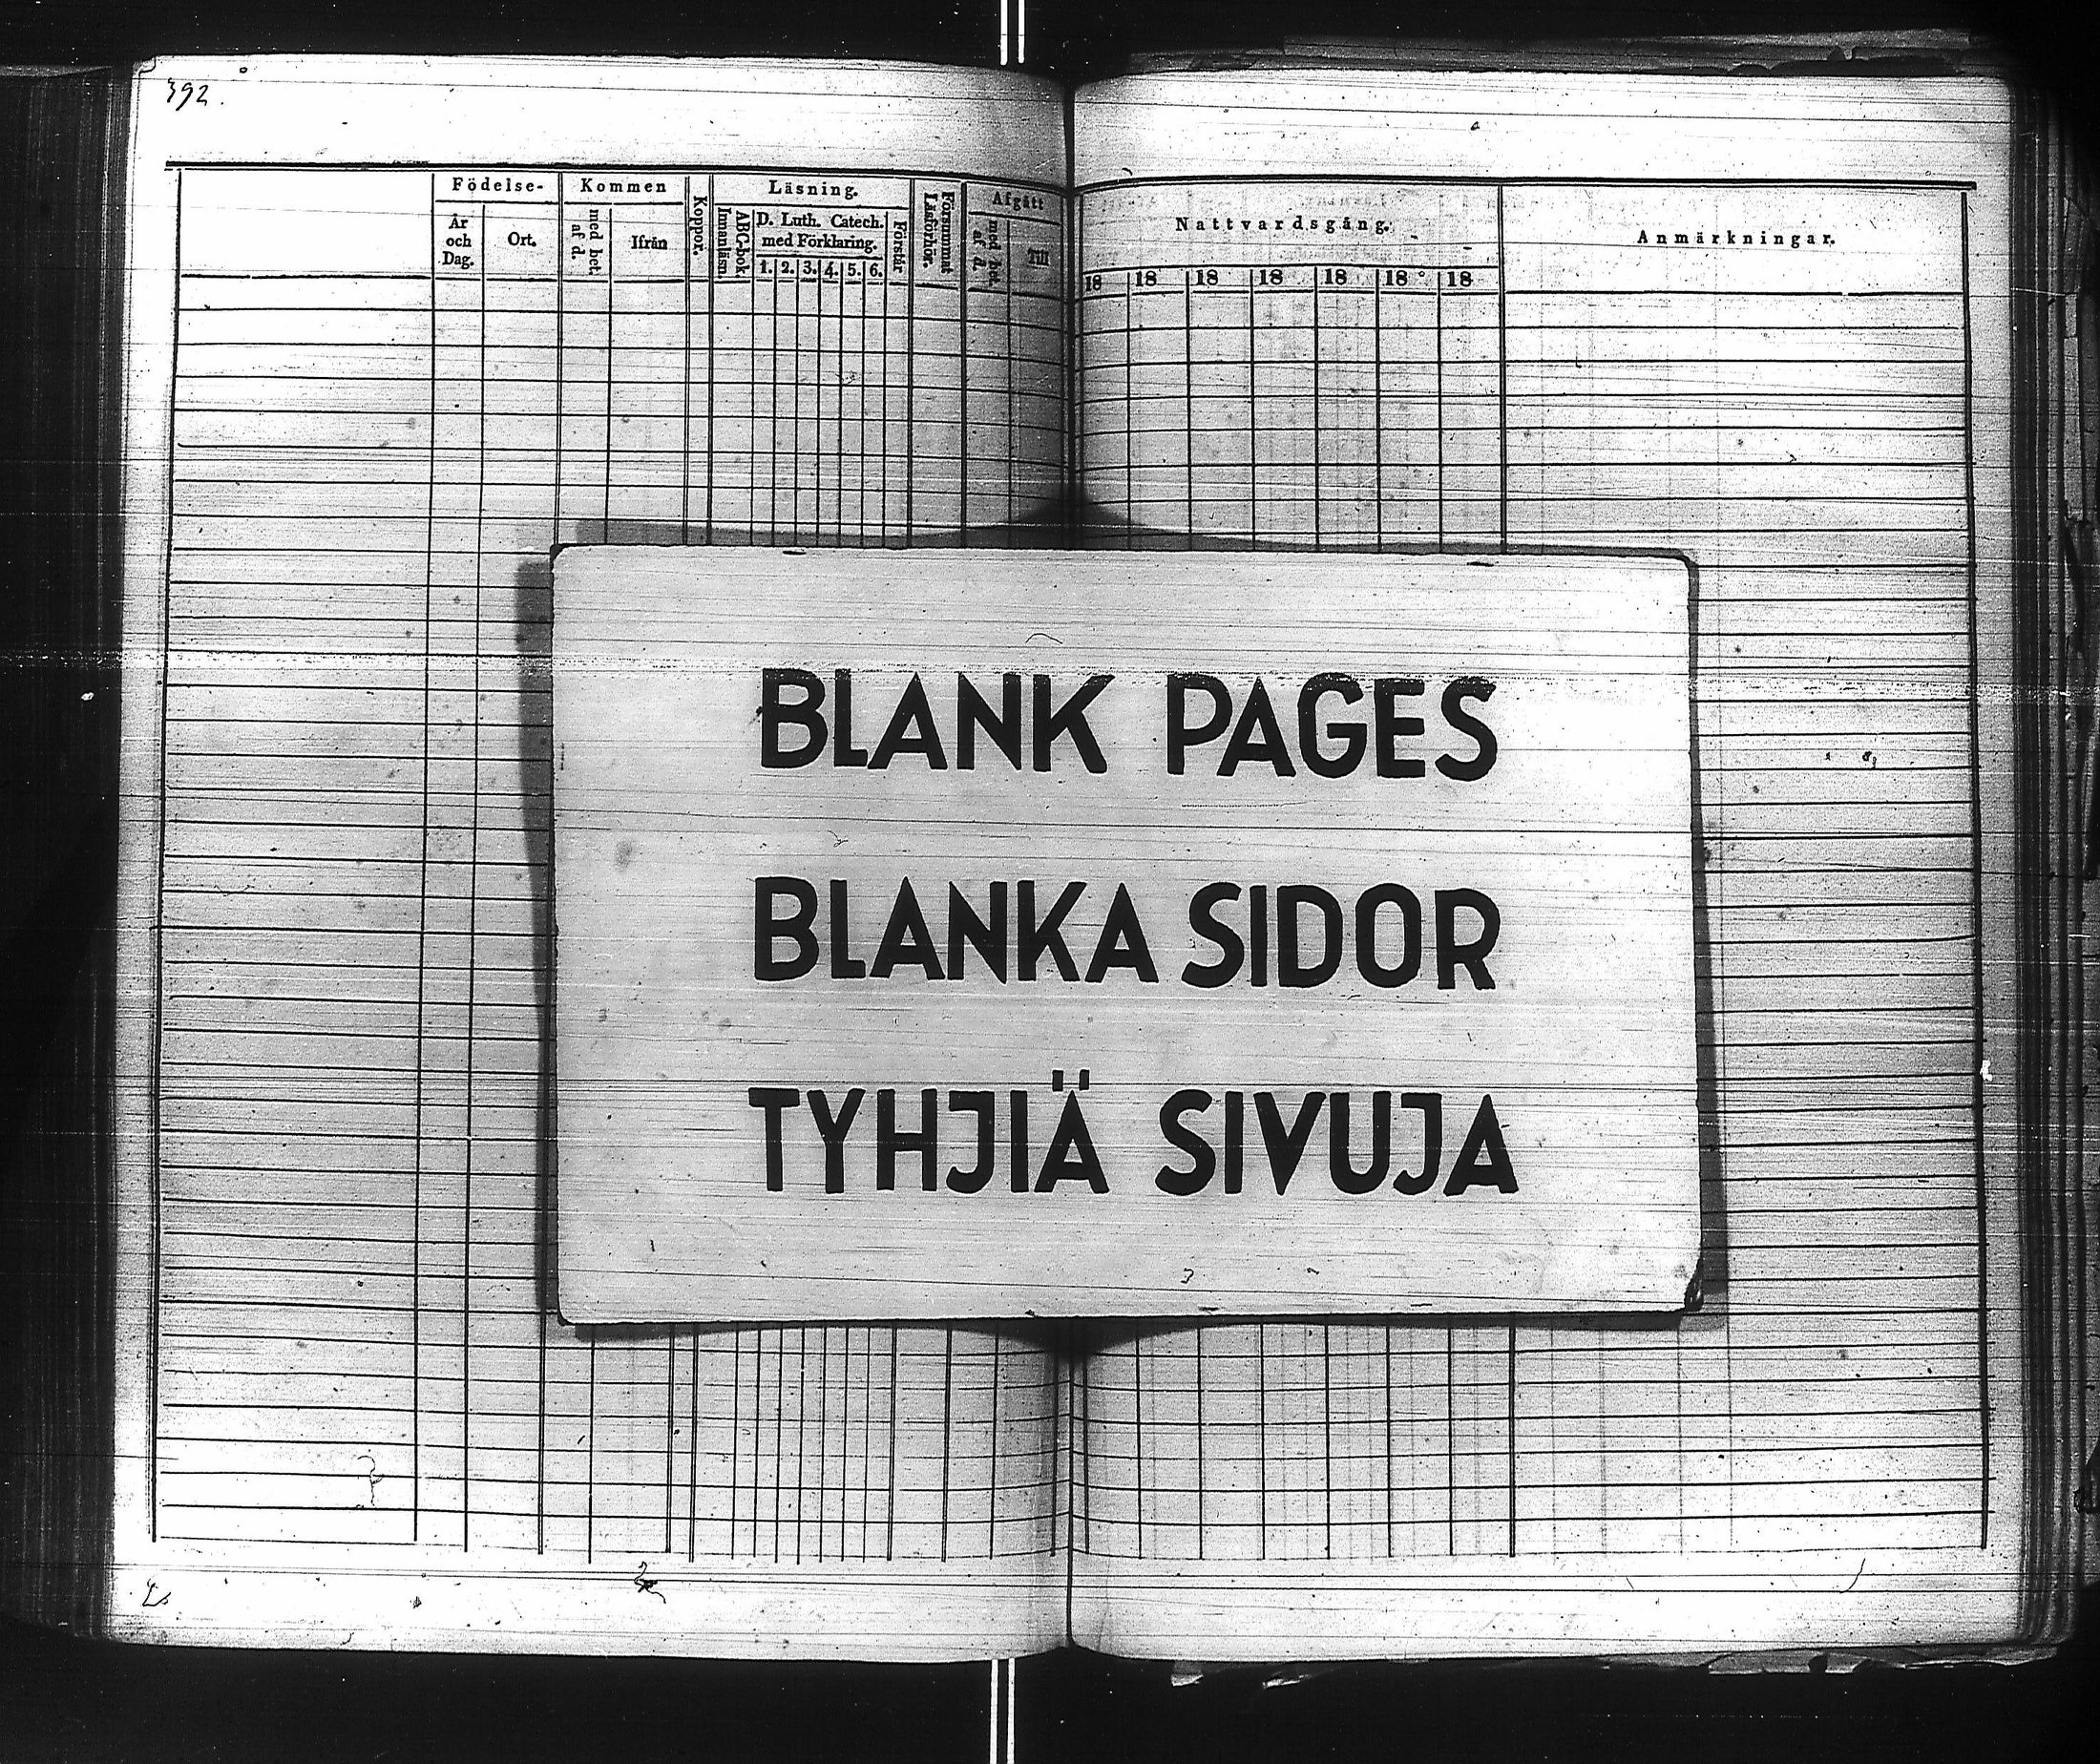 392.
Födelse-
År
och
Dag.
Ort.
Kommen
med bet.
af d.
Ifrån
Koppor.
Läsning.
ABC-bok
Innanläsn.
D. Luth. Catech.
med Förklaring.
1. 2. 3. 4. 5. 6.
Förstår
Försummat
Läsförhör.
Afgått
med bet.
af d.
Till
Nattvardsgång.
18 18 18 18 18 18 18
Anmärkningar.
BLANK PAGES
BLANKA SIDOR
TYHJIÄ SIVUJA